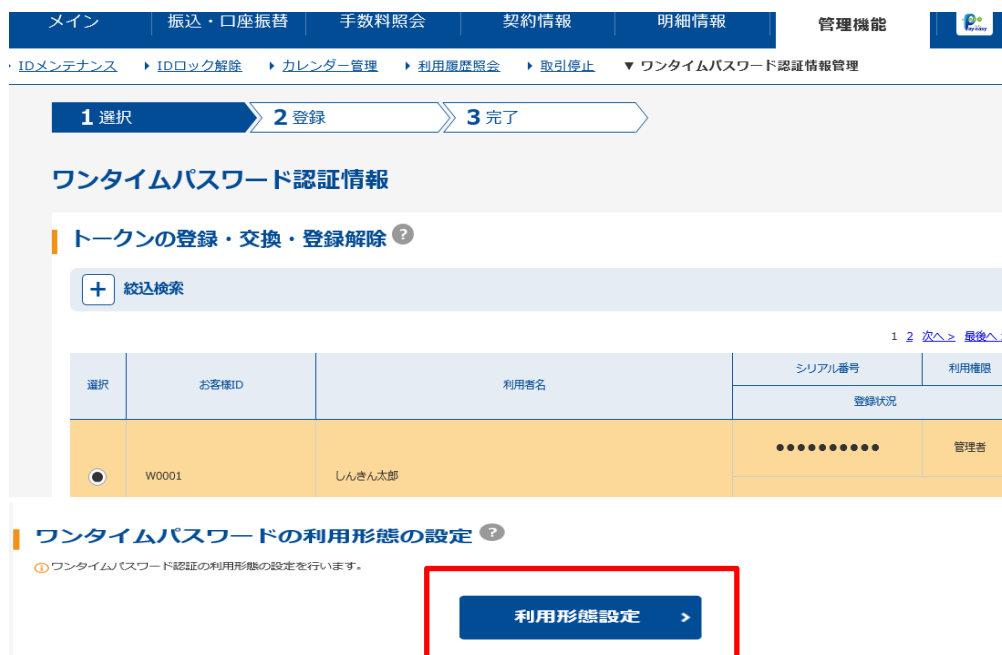 メイン 振込・口座振替 手数料照会 契約情報 明細情報 管理機能 Pay-easy
IDメンテナンス IDロック解除 カレンダー管理 利用履歴照会 取引停止 ▼ ワンタイムパスワード認証情報管理
1 選択 2 登録 3 完了
ワンタイムパスワード認証情報
トークンの登録・交換・登録解除 ?
+ 絞込検索
1 2 次へ > 最後へ
選択 お客様ID 利用者名 シリアル番号 利用権限
登録状況
●●●●●●●●●● 管理者
W0001 しんきん太郎
ワンタイムパスワードの利用形態の設定 ?
ワンタイムパスワード認証の利用形態の設定を行います。
利用形態設定 >